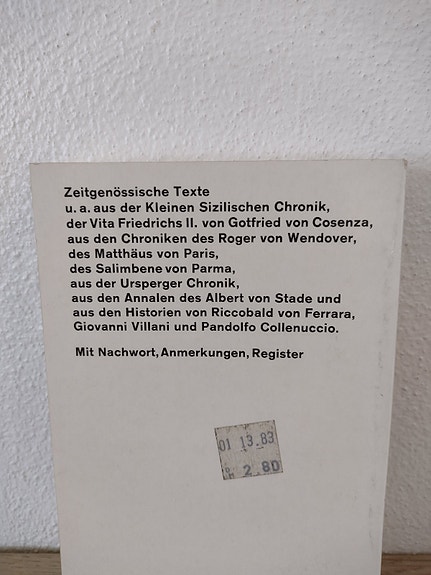 Zeitgenössische Texte
u. a. aus der Kleinen Sizilischen Chronik,
der Vita Friedrichs II. von Gotfried von Cosenza,
aus den Chroniken des Roger von Wendover,
des Matthäus von Paris,
des Salimbene von Parma,
aus der Ursperger Chronik,
aus den Annalen des Albert von Stade und
aus den Historien von Riccobald von Ferrara,
Giovanni Villani und Pandolfo Collenuccio.
Mit Nachwort, Anmerkungen, Register
01 13.83
2.80